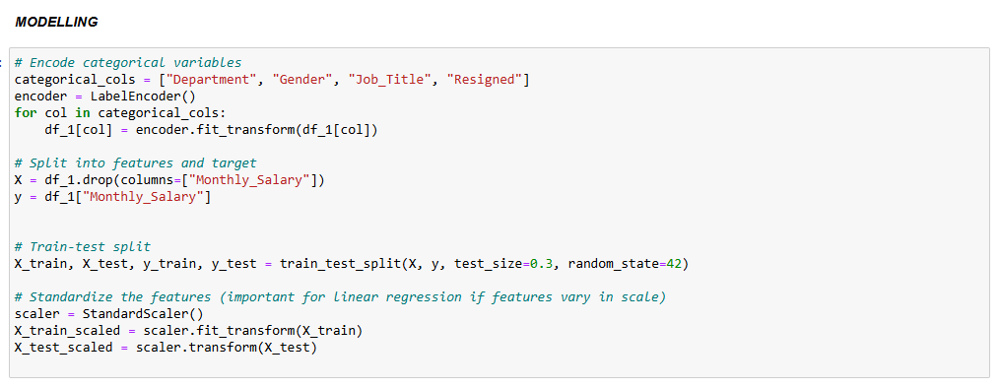 MODELLING
# Encode categorical variables
categorical_cols = ["Department", "Gender", "Job_Title", "Resigned"]
encoder = LabelEncoder()
for col in categorical_cols:
    df_1[col] = encoder.fit_transform(df_1[col])
# Split into features and target
X = df_1.drop(columns=["Monthly_Salary"])
y = df_1["Monthly_Salary"]
# Train-test split
X_train, X_test, y_train, y_test = train_test_split(X, y, test_size=0.3, random_state=42)
# Standardize the features (important for linear regression if features vary in scale)
scaler = StandardScaler()
X_train_scaled = scaler.fit_transform(X_train)
X_test_scaled = scaler.transform(X_test)